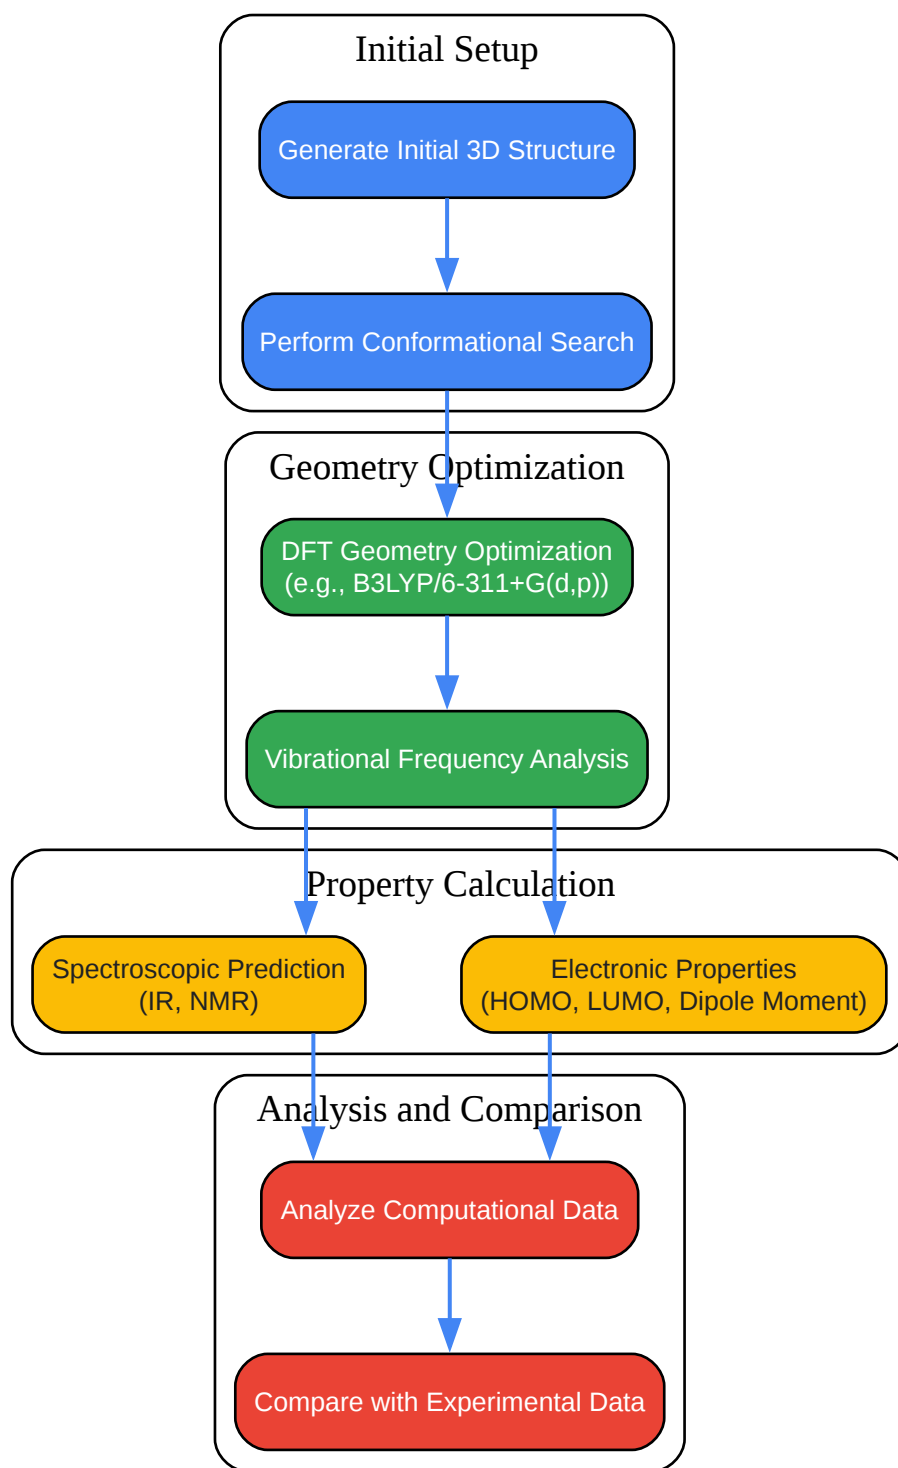 Initial Setup
Generate Initial 3D Structure
Perform Conformational Search
Geometry Optimization
DFT Geometry Optimization
(e.g., B3LYP/6-311+G(d,p))
Vibrational Frequency Analysis
Property Calculation
Spectroscopic Prediction
(IR, NMR)
Electronic Properties
(HOMO, LUMO, Dipole Moment)
Analysis and Comparison
Analyze Computational Data
Compare with Experimental Data